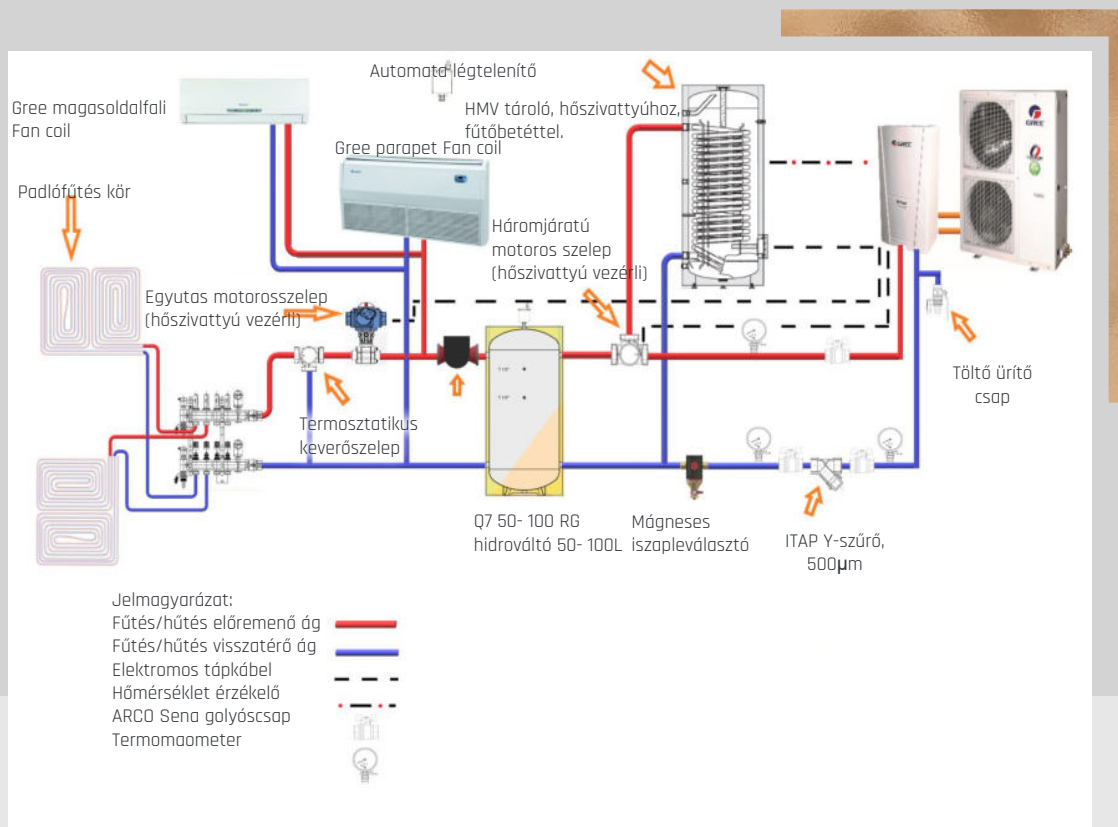 Automata légtelenítő
Gree magasoldalfali
Fan coil
HMV tároló, hőszivattyúhoz,
fűtőbetéttel.
GREE
GREE
Gree parapet Fan coil
Padlófűtés kör
Háromjáratú
motoros szelep
(hőszivattyú vezérli)
Egyutas motorosszelep
(hőszivattyú vezérli)
Töltő ürítő
csap
Termosztatikus
keverőszelep
Q7 50- 100 RG
hidrováltó 50- 100L
Mágneses
iszapleválasztó
ITAP Y-szűrő,
500μm
Jelmagyarázat:
Fűtés/hűtés előremenő ág
Fűtés/hűtés visszatérő ág
Elektromos tápkábel
Hőmérséklet érzékelő
ARCO Sena golyóscsap
Termomaometer